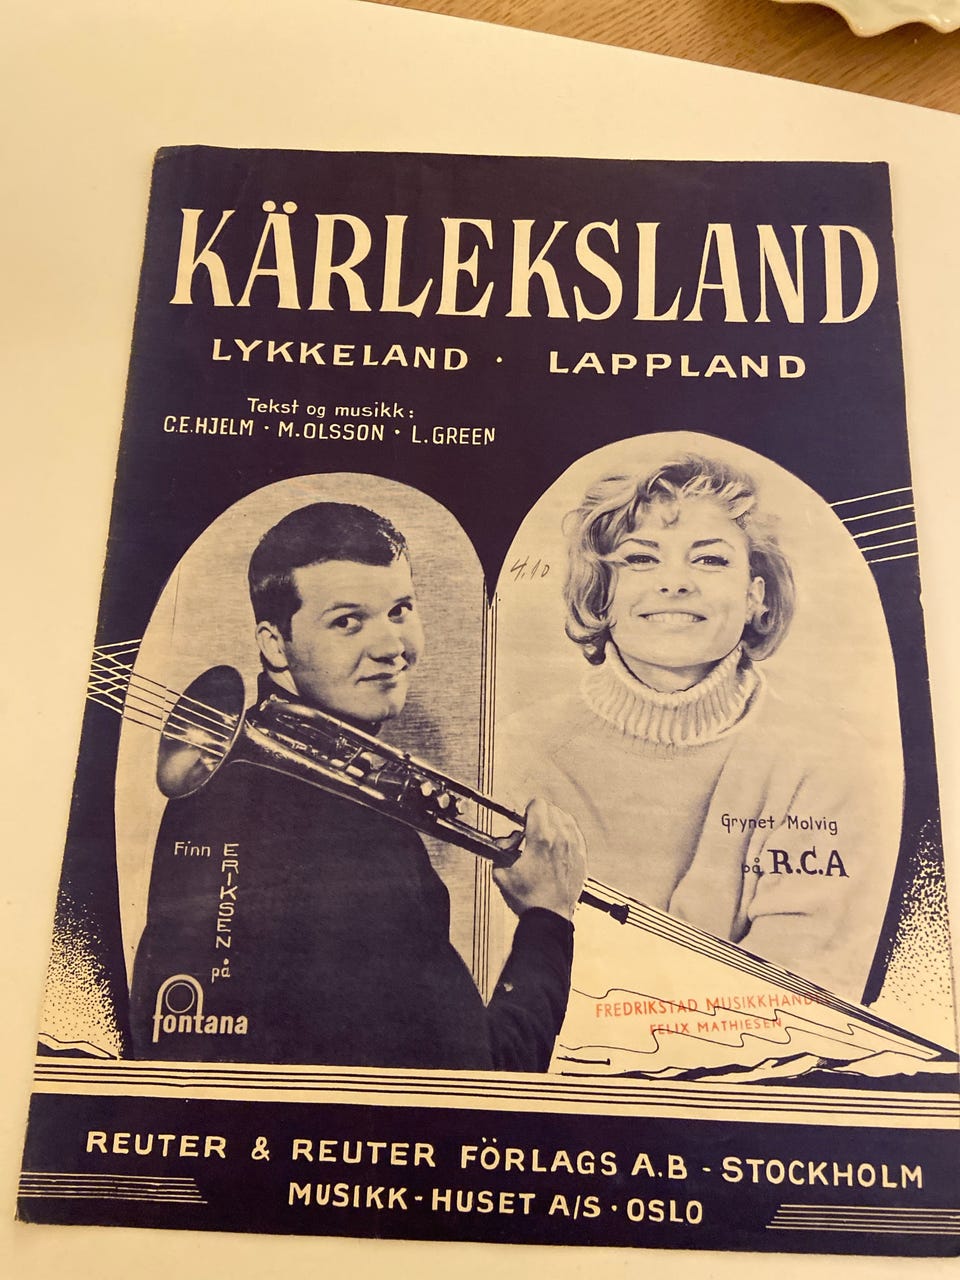 KÄRLEKSLAND
LYKKELAND · LAPPLAND
Tekst og musikk:
C.E.HJELM · M.OLSSON · L.GREEN
4.10
Finn ERIKSEN
på
fontana
Grynet Molvig
på R.C.A
FREDRIKSTAD MUSIKKHANDEL
FELIX MATHIESEN
REUTER & REUTER FÖRLAGS A.B - STOCKHOLM
MUSIKK-HUSET A/S · OSLO